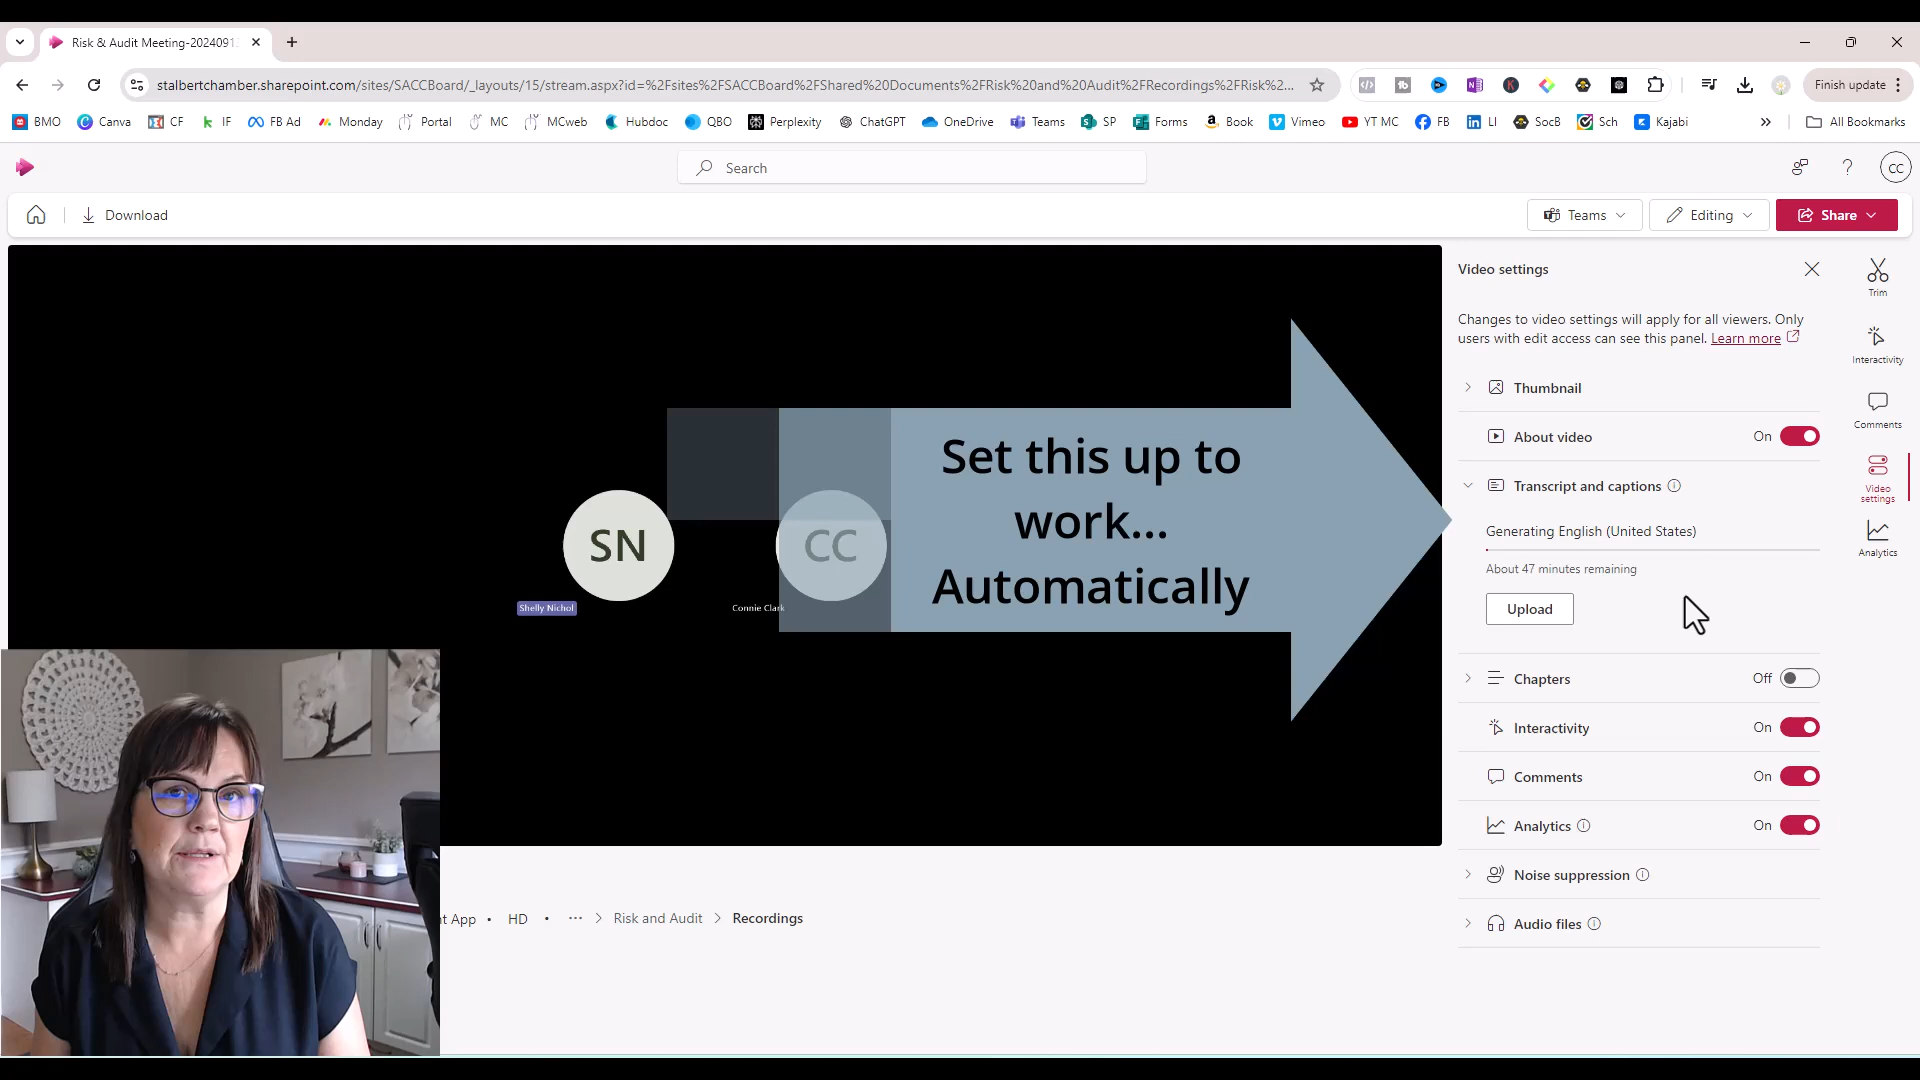 Risk & Audit Meeting-2024091
stalbertchamber.sharepoint.com/sites/SACCBoard/_layouts/15/stream.aspx?id=%2Fsites%2FSACCBoard%2FShared%20Documents%2FRisk%20and%20Audit%2FRecordings%2FRisk%2...
Finish update
BMO
Canva
CF
IF
FB Ad
Monday
Portal
MC
MCweb
Hubdoc
QBO
Perplexity
ChatGPT
OneDrive
Teams
SP
Forms
Book
Vimeo
YT MC
FB
LI
SocB
Sch
Kajabi
»
All Bookmarks
Search
?
CC
Download
Teams
Editing
Share
SN
CC
Shelly Nichol
Connie Clark
Set this up to
work...
Automatically
Video settings
Changes to video settings will apply for all viewers. Only
users with edit access can see this panel. Learn more
Thumbnail
About video On
Transcript and captions
Generating English (United States)
About 47 minutes remaining
Upload
Chapters Off
Interactivity On
Comments On
Analytics On
Noise suppression
Audio files
Trim
Interactivity
Comments
Video
settings
Analytics
t App • HD • ··· > Risk and Audit > Recordings